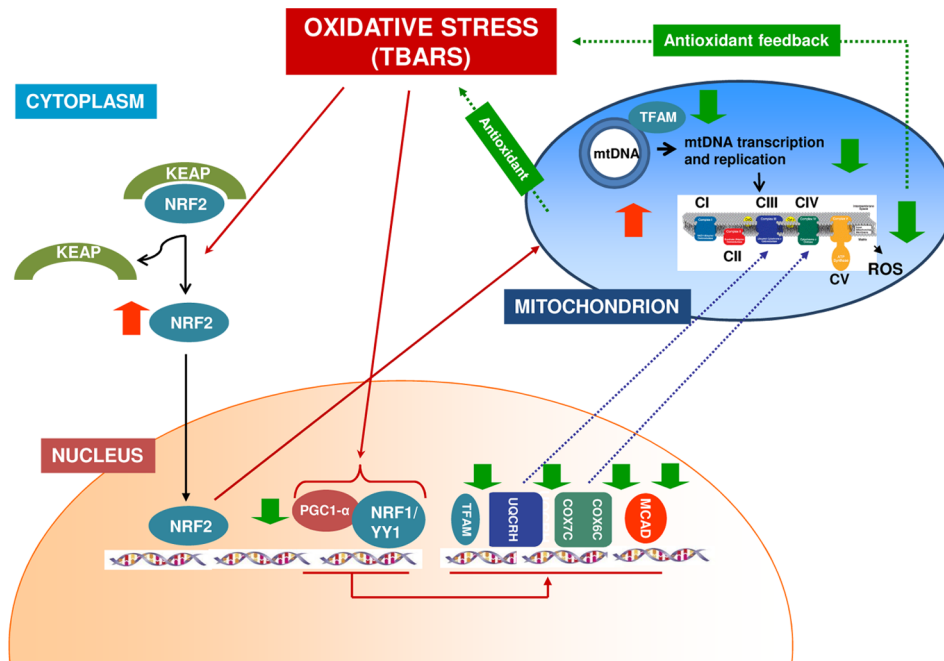 OXIDATIVE STRESS
(TBARS)
Antioxidant feedback
CYTOPLASM
Antioxidant
TFAM
mtDNA
mtDNA transcription
and replication
KEAP
NRF2
CI
CIII
CIV
CII
CV
ROS
KEAP
NRF2
MITOCHONDRION
NUCLEUS
NRF2
PGC1-α
NRF1/
YY1
TFAM
UQCRH
COX7C
COX6C
MCAD